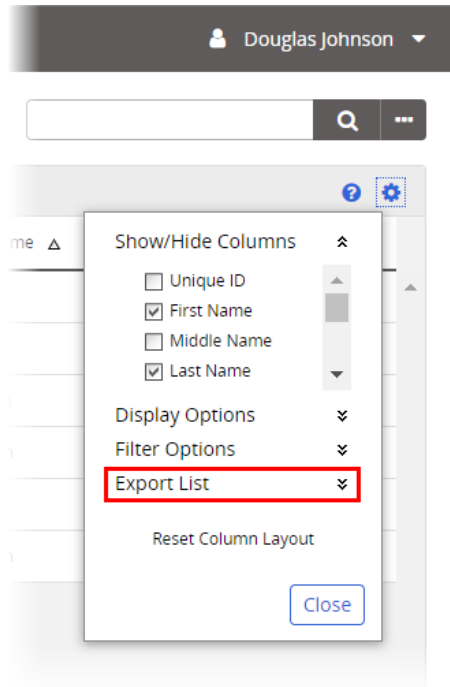 Douglas Johnson
me
Show/Hide Columns
Unique ID
First Name
Middle Name
Last Name
Display Options
Filter Options
Export List
Reset Column Layout
Close